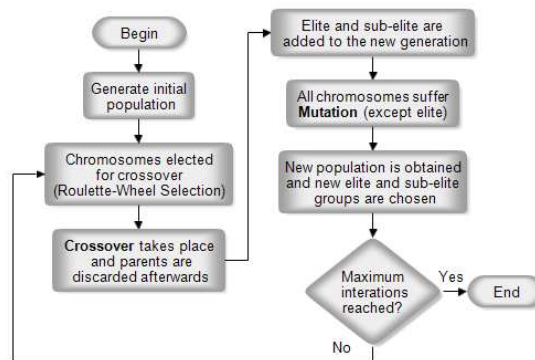 Begin
Generate initial
population
Chromosomes elected
for crossover
(Roulette-Wheel Selection)
Crossover takes place
and parents are
discarded afterwards
Elite and sub-elite are
added to the new generation
All chromosomes suffer
Mutation (except elite)
New population is obtained
and new elite and sub-elite
groups are chosen
Maximum
interations
reached?
Yes
End
No